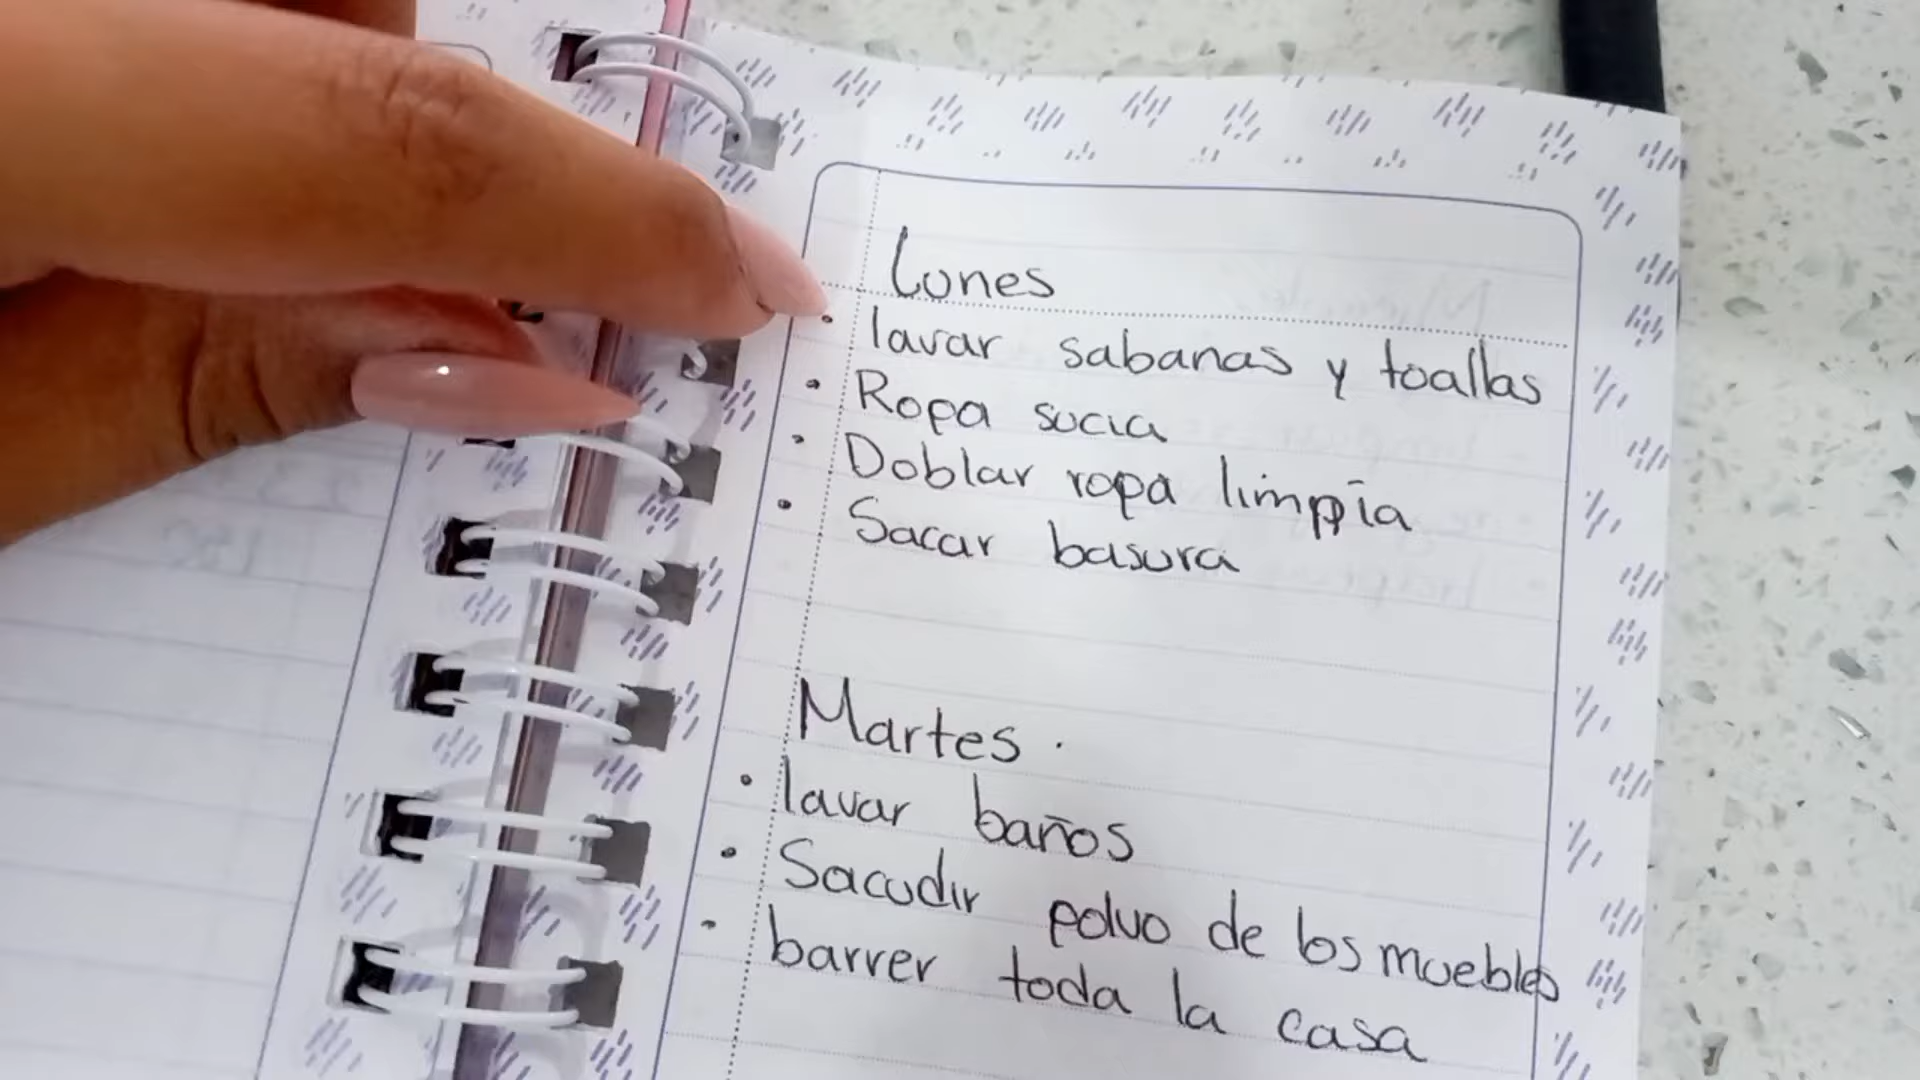 Lunes
• lavar sabanas y toallas
• Ropa sucia
• Doblar ropa limpia
• Sacar basura
Martes.
• lavar baños
• Sacudir polvo de los muebles
• barrer toda la casa